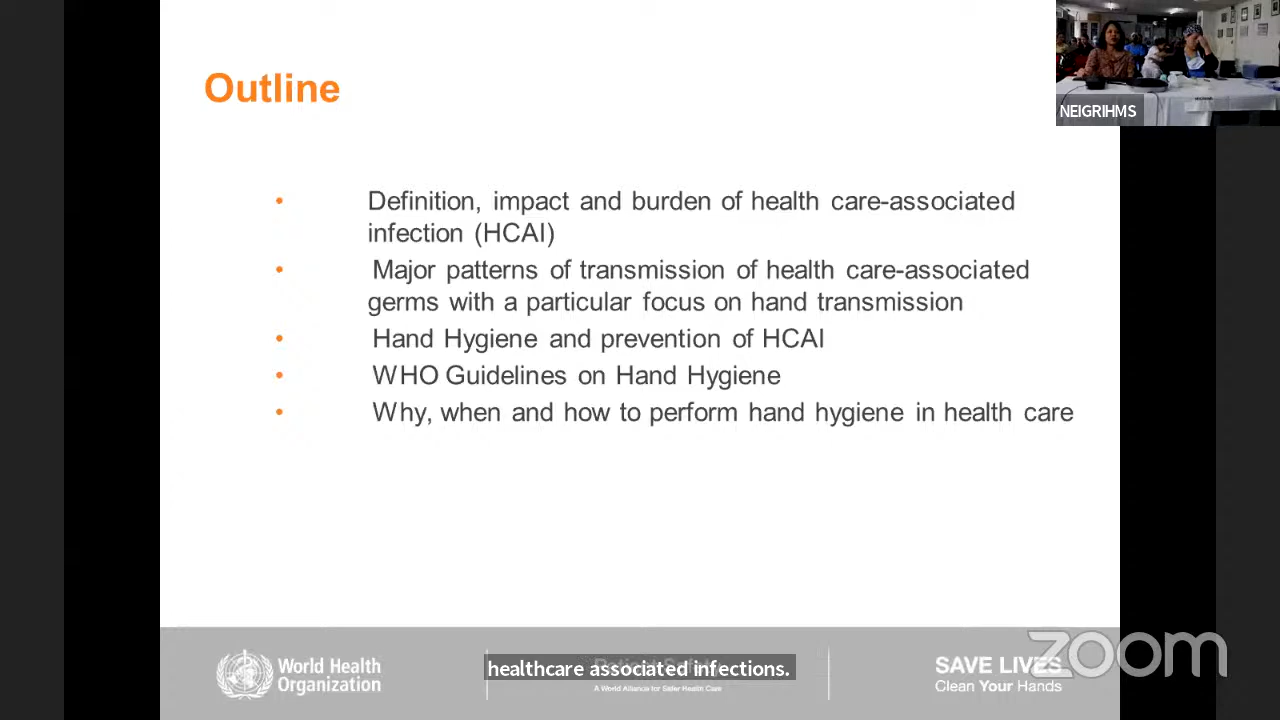 Outline
NEIGRIHMS
• Definition, impact and burden of health care-associated
infection (HCAI)
• Major patterns of transmission of health care-associated
germs with a particular focus on hand transmission
• Hand Hygiene and prevention of HCAI
• WHO Guidelines on Hand Hygiene
• Why, when and how to perform hand hygiene in health care
World Health
Organization
healthcare associated infections.
A World Alliance for Safer Health Care
SAVE LIVES
Clean Your Hands
zoom